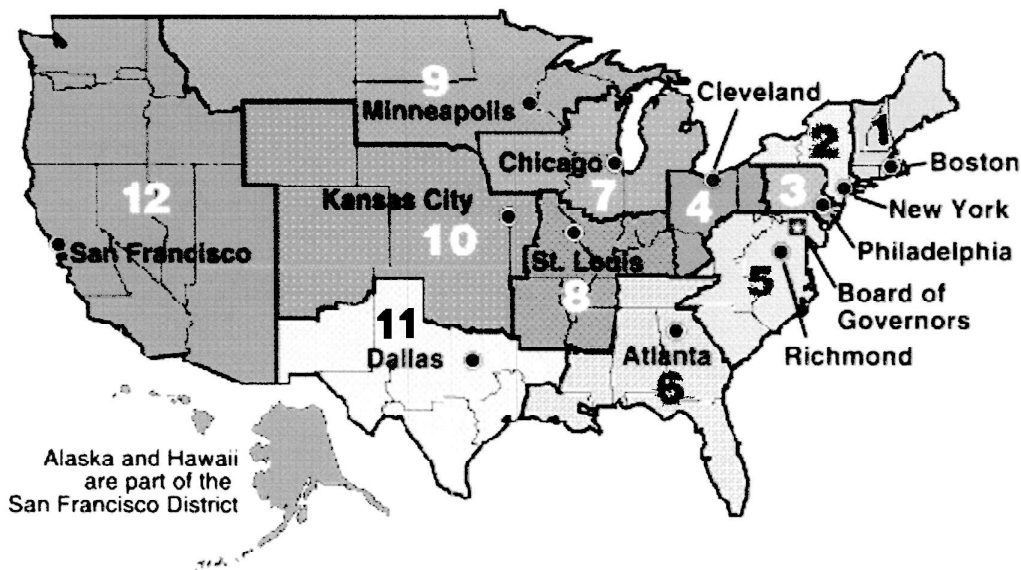 9
Minneapolis
Cleveland
2
1
Boston
Chicago
7
12
Kansas City
4
3
New York
San Francisco
10
St. Louis
Philadelphia
5
8
Board of
Governors
11
Dallas
Atlanta
Richmond
6
Alaska and Hawaii
are part of the
San Francisco District